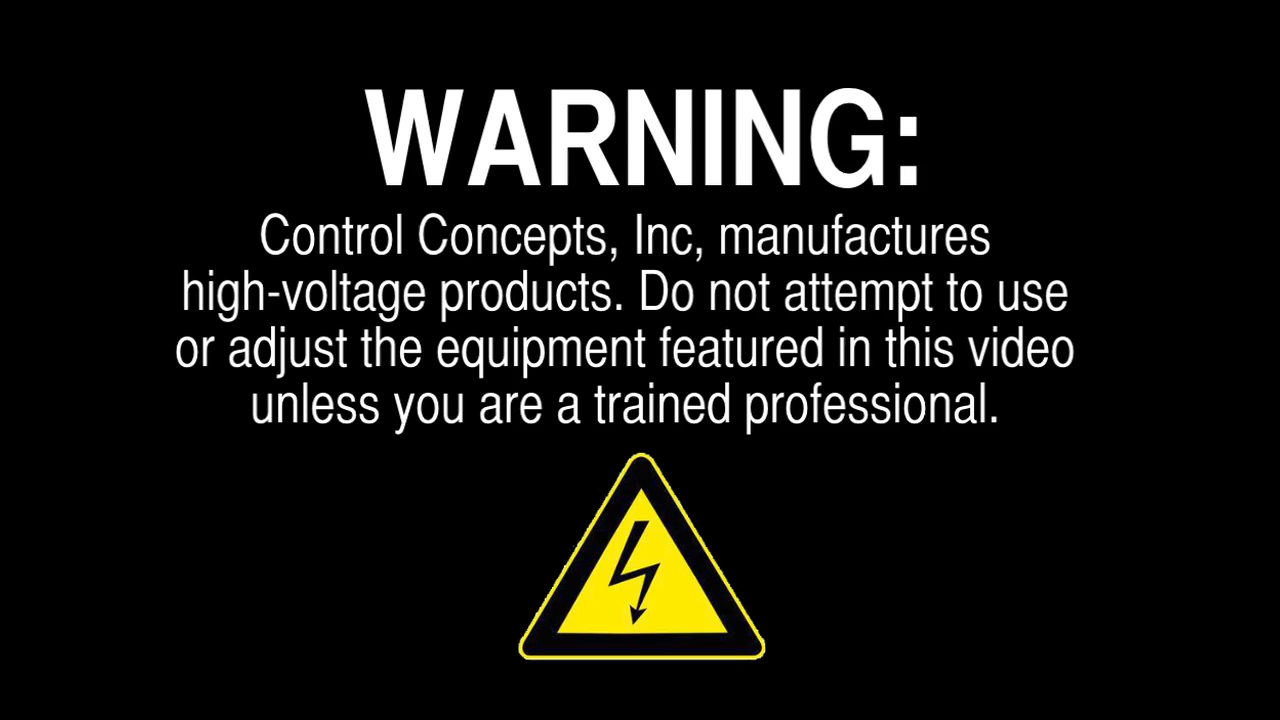 WARNING:
Control Concepts, Inc, manufactures
high-voltage products. Do not attempt to use
or adjust the equipment featured in this video
unless you are a trained professional.